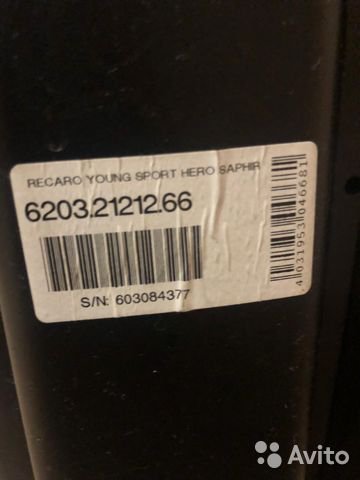 RECARO YOUNG SPORT HERO SAPHIR
6203.21212.66
S/N: 603084377
4031953046681
Avito